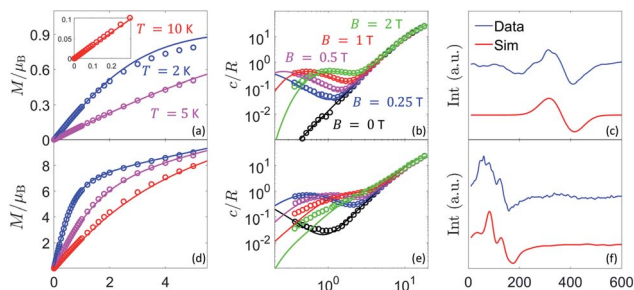 0.1
0.05
0
0 0.1 0.2
T = 10 K
T = 2 K
T = 5 K
M/μB
0.9
0.6
0.3
0
(a)
c/R
10^1
10^0
10^-1
10^-2
B = 2 T
B = 1 T
B = 0.5 T
B = 0.25 T
B = 0 T
(b)
Int (a.u.)
Data
Sim
(c)
M/μB
8
6
4
2
(d)
0 2 4
c/R
10^1
10^0
10^-1
10^-2
(e)
10^0 10^1
Int (a.u.)
(f)
0 200 400 600